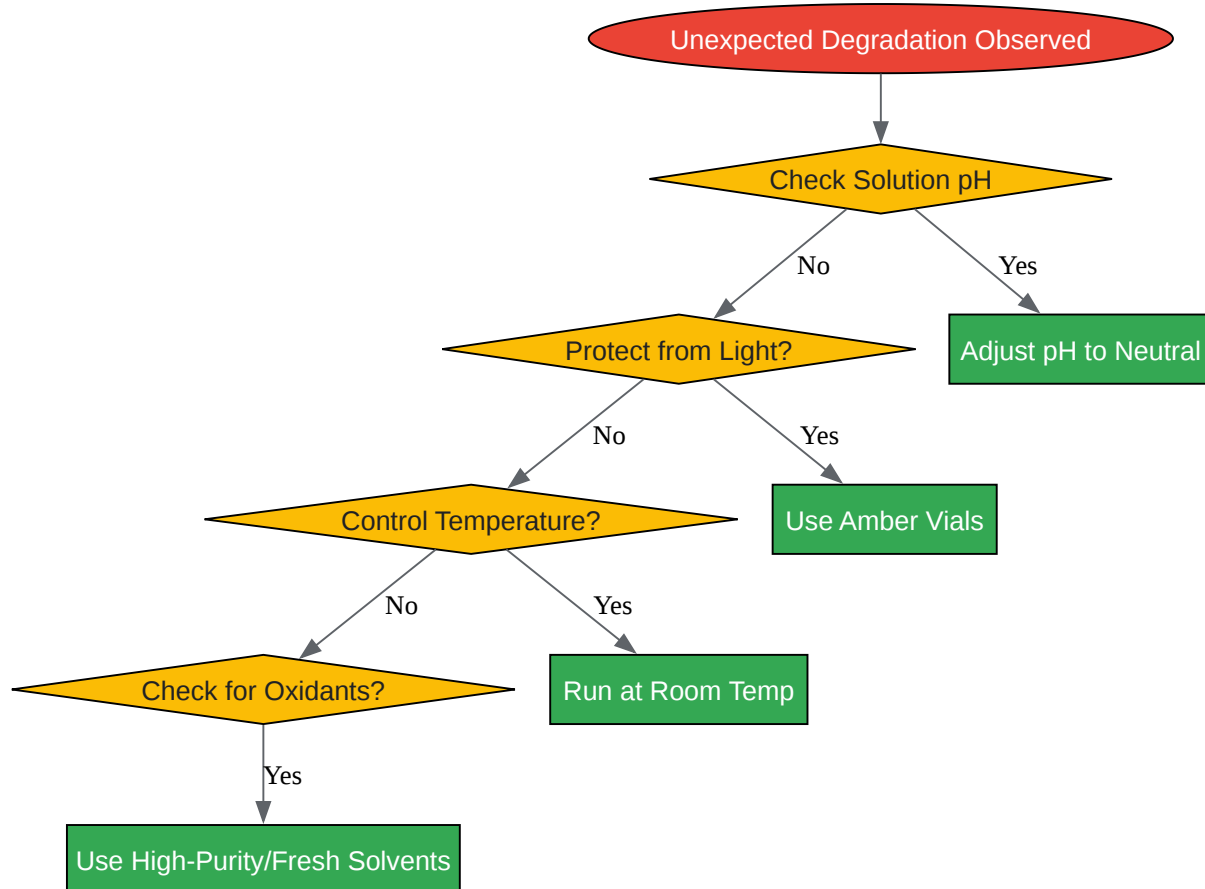 Unexpected Degradation Observed
Check Solution pH
No
Yes
Protect from Light?
Adjust pH to Neutral
No
Yes
Control Temperature?
Use Amber Vials
No
Yes
Check for Oxidants?
Run at Room Temp
Yes
Use High-Purity/Fresh Solvents